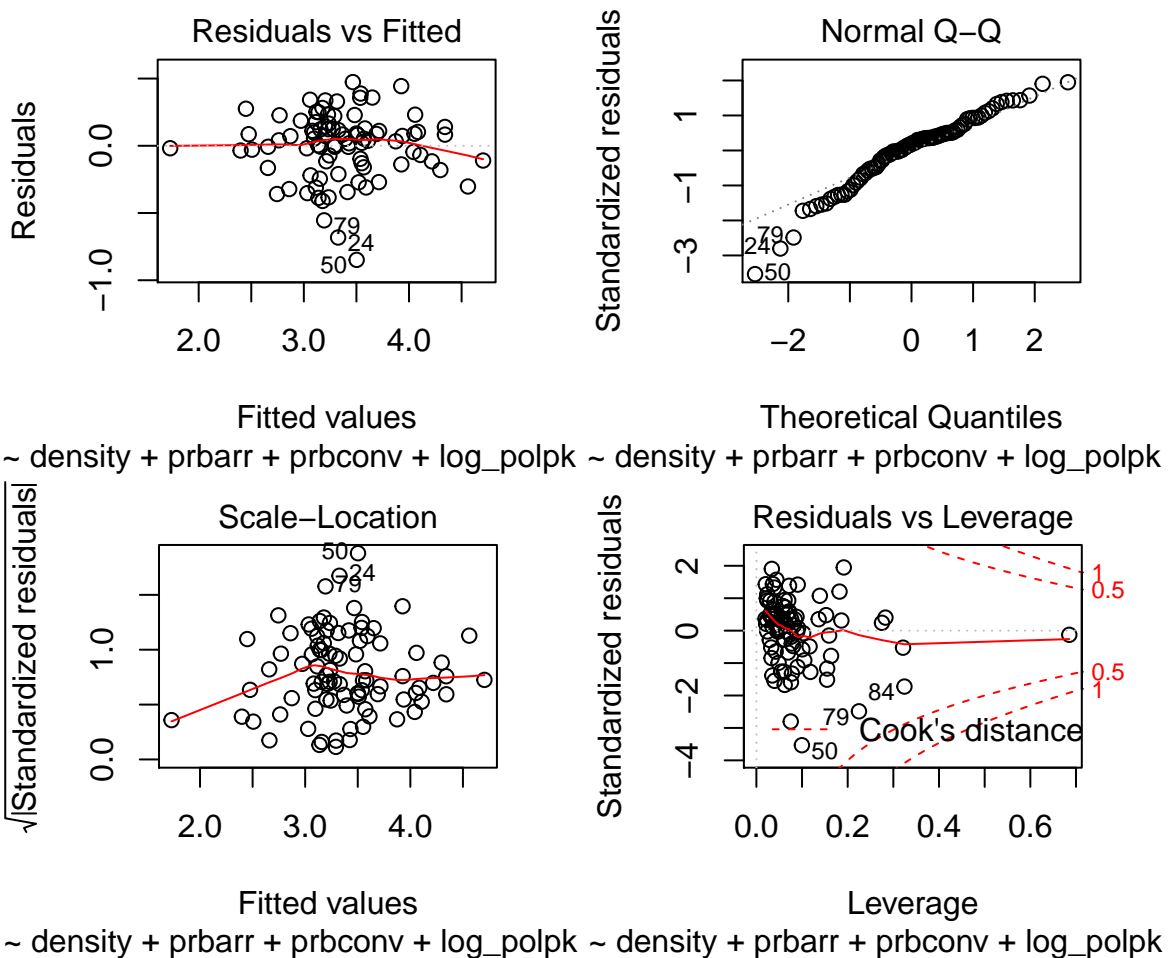 Residuals vs Fitted
Residuals
0.0
−1.0
79
24
50
2.0 3.0 4.0
Fitted values
~ density + prbarr + prbconv + log_polpk
Normal Q−Q
Standardized residuals
1
−1
−3
79
24
50
−2 0 1 2
Theoretical Quantiles
~ density + prbarr + prbconv + log_polpk
Scale−Location
√|Standardized residuals|
1.0
0.0
50
24
79
2.0 3.0 4.0
Fitted values
~ density + prbarr + prbconv + log_polpk
Residuals vs Leverage
Standardized residuals
2
0
−2
−4
1
0.5
0.5
1
84
79
50
Cook's distance
0.0 0.2 0.4 0.6
Leverage
~ density + prbarr + prbconv + log_polpk